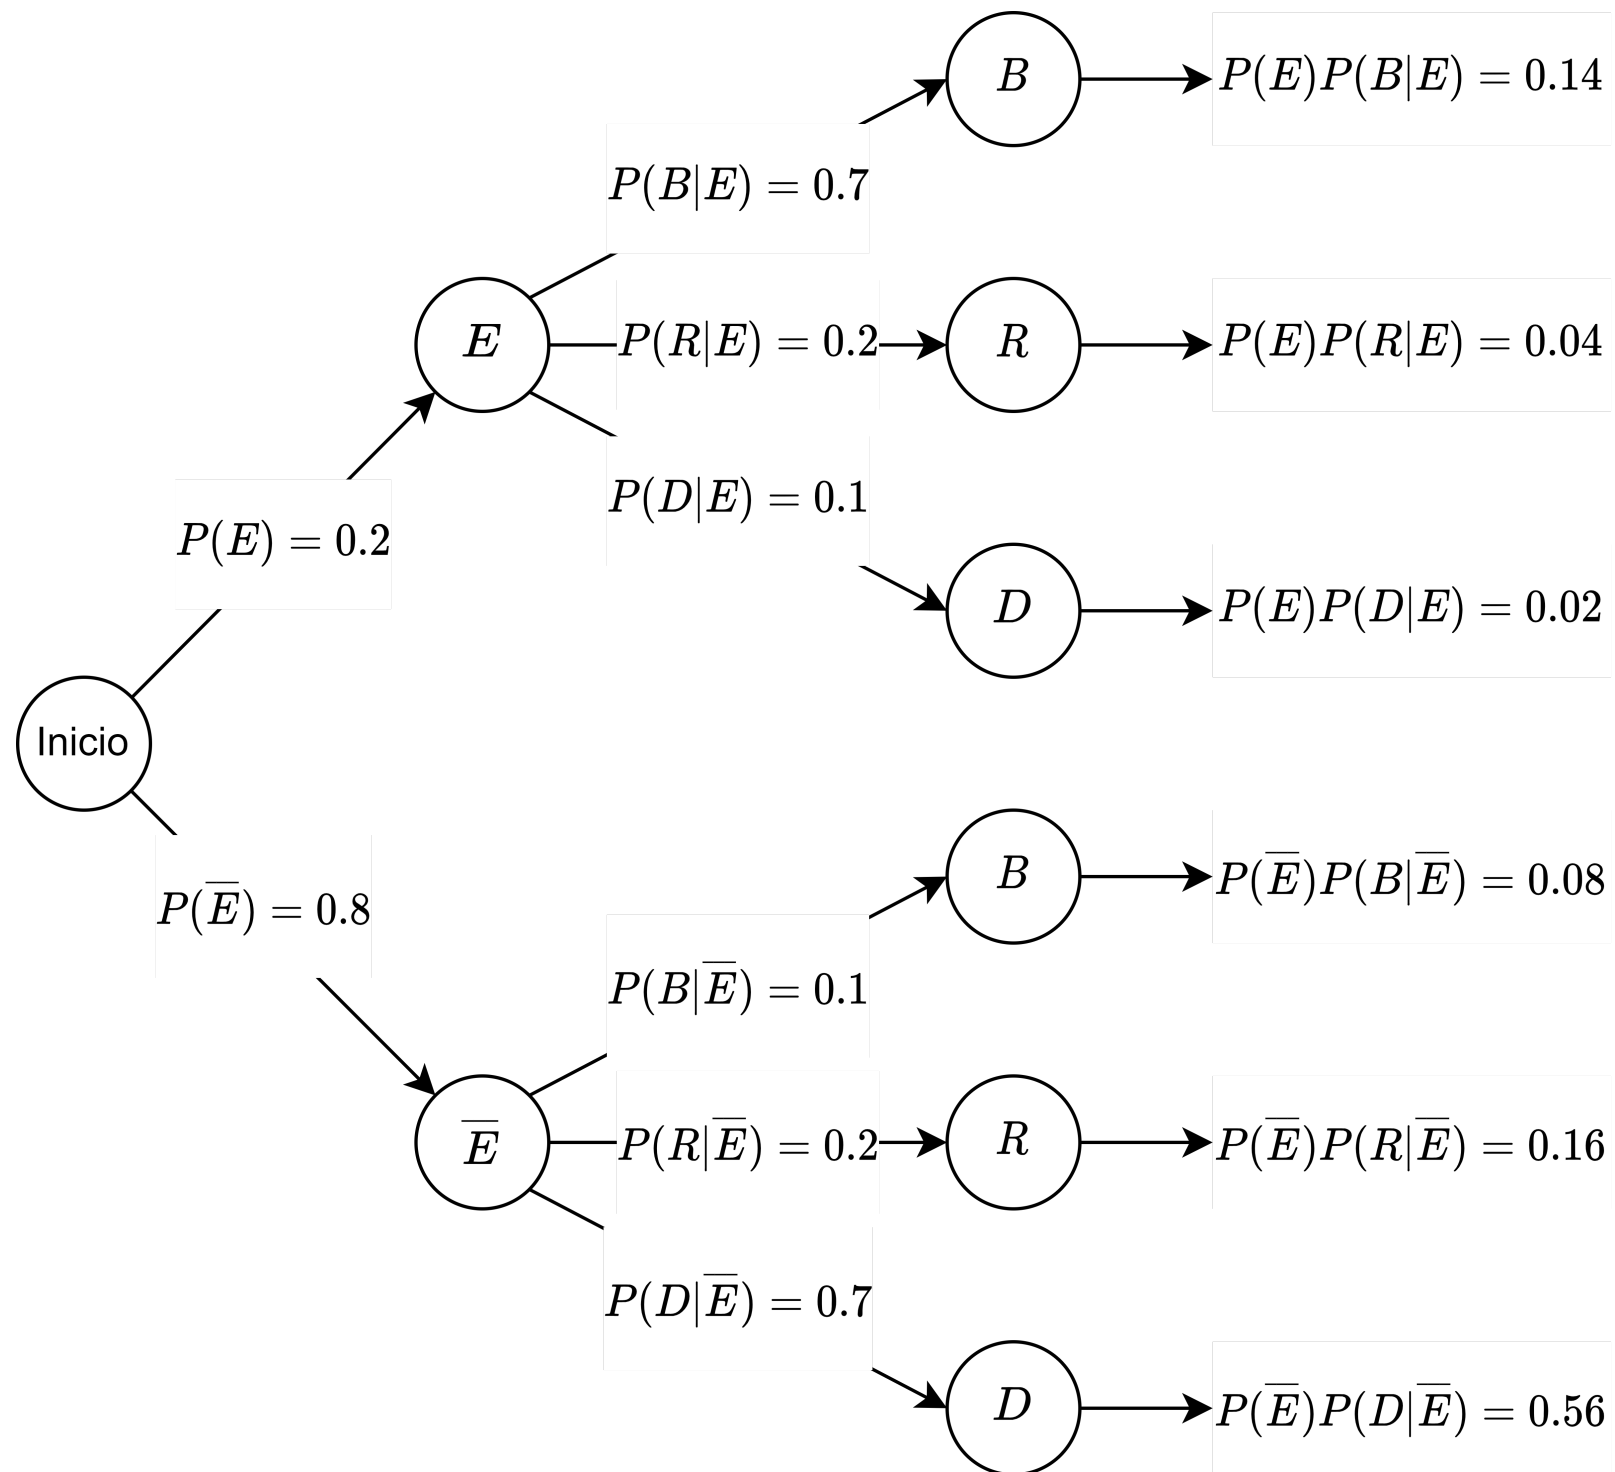 B
P(E)P(B|E) = 0.14
P(B|E) = 0.7
E
P(R|E) = 0.2
R
P(E)P(R|E) = 0.04
P(D|E) = 0.1
P(E) = 0.2
D
P(E)P(D|E) = 0.02
Inicio
P(E̅) = 0.8
B
P(E̅)P(B|E̅) = 0.08
P(B|E̅) = 0.1
E̅
P(R|E̅) = 0.2
R
P(E̅)P(R|E̅) = 0.16
P(D|E̅) = 0.7
D
P(E̅)P(D|E̅) = 0.56